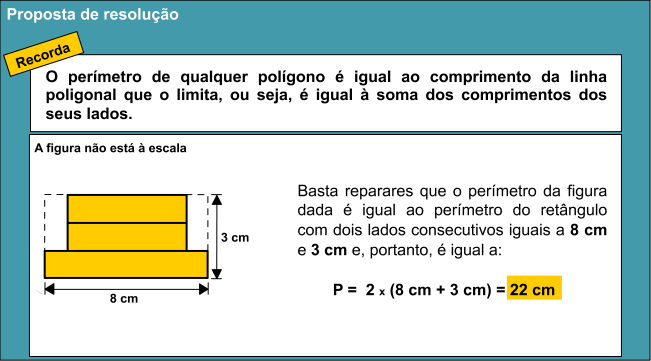 Proposta de resolução
Recorda
O perímetro de qualquer polígono é igual ao comprimento da linha
poligonal que o limita, ou seja, é igual à soma dos comprimentos dos
seus lados.
A figura não está à escala
Basta reparares que o perímetro da figura
dada é igual ao perímetro do retângulo
com dois lados consecutivos iguais a 8 cm
e 3 cm e, portanto, é igual a:
3 cm
8 cm
P = 2 x (8 cm + 3 cm) = 22 cm